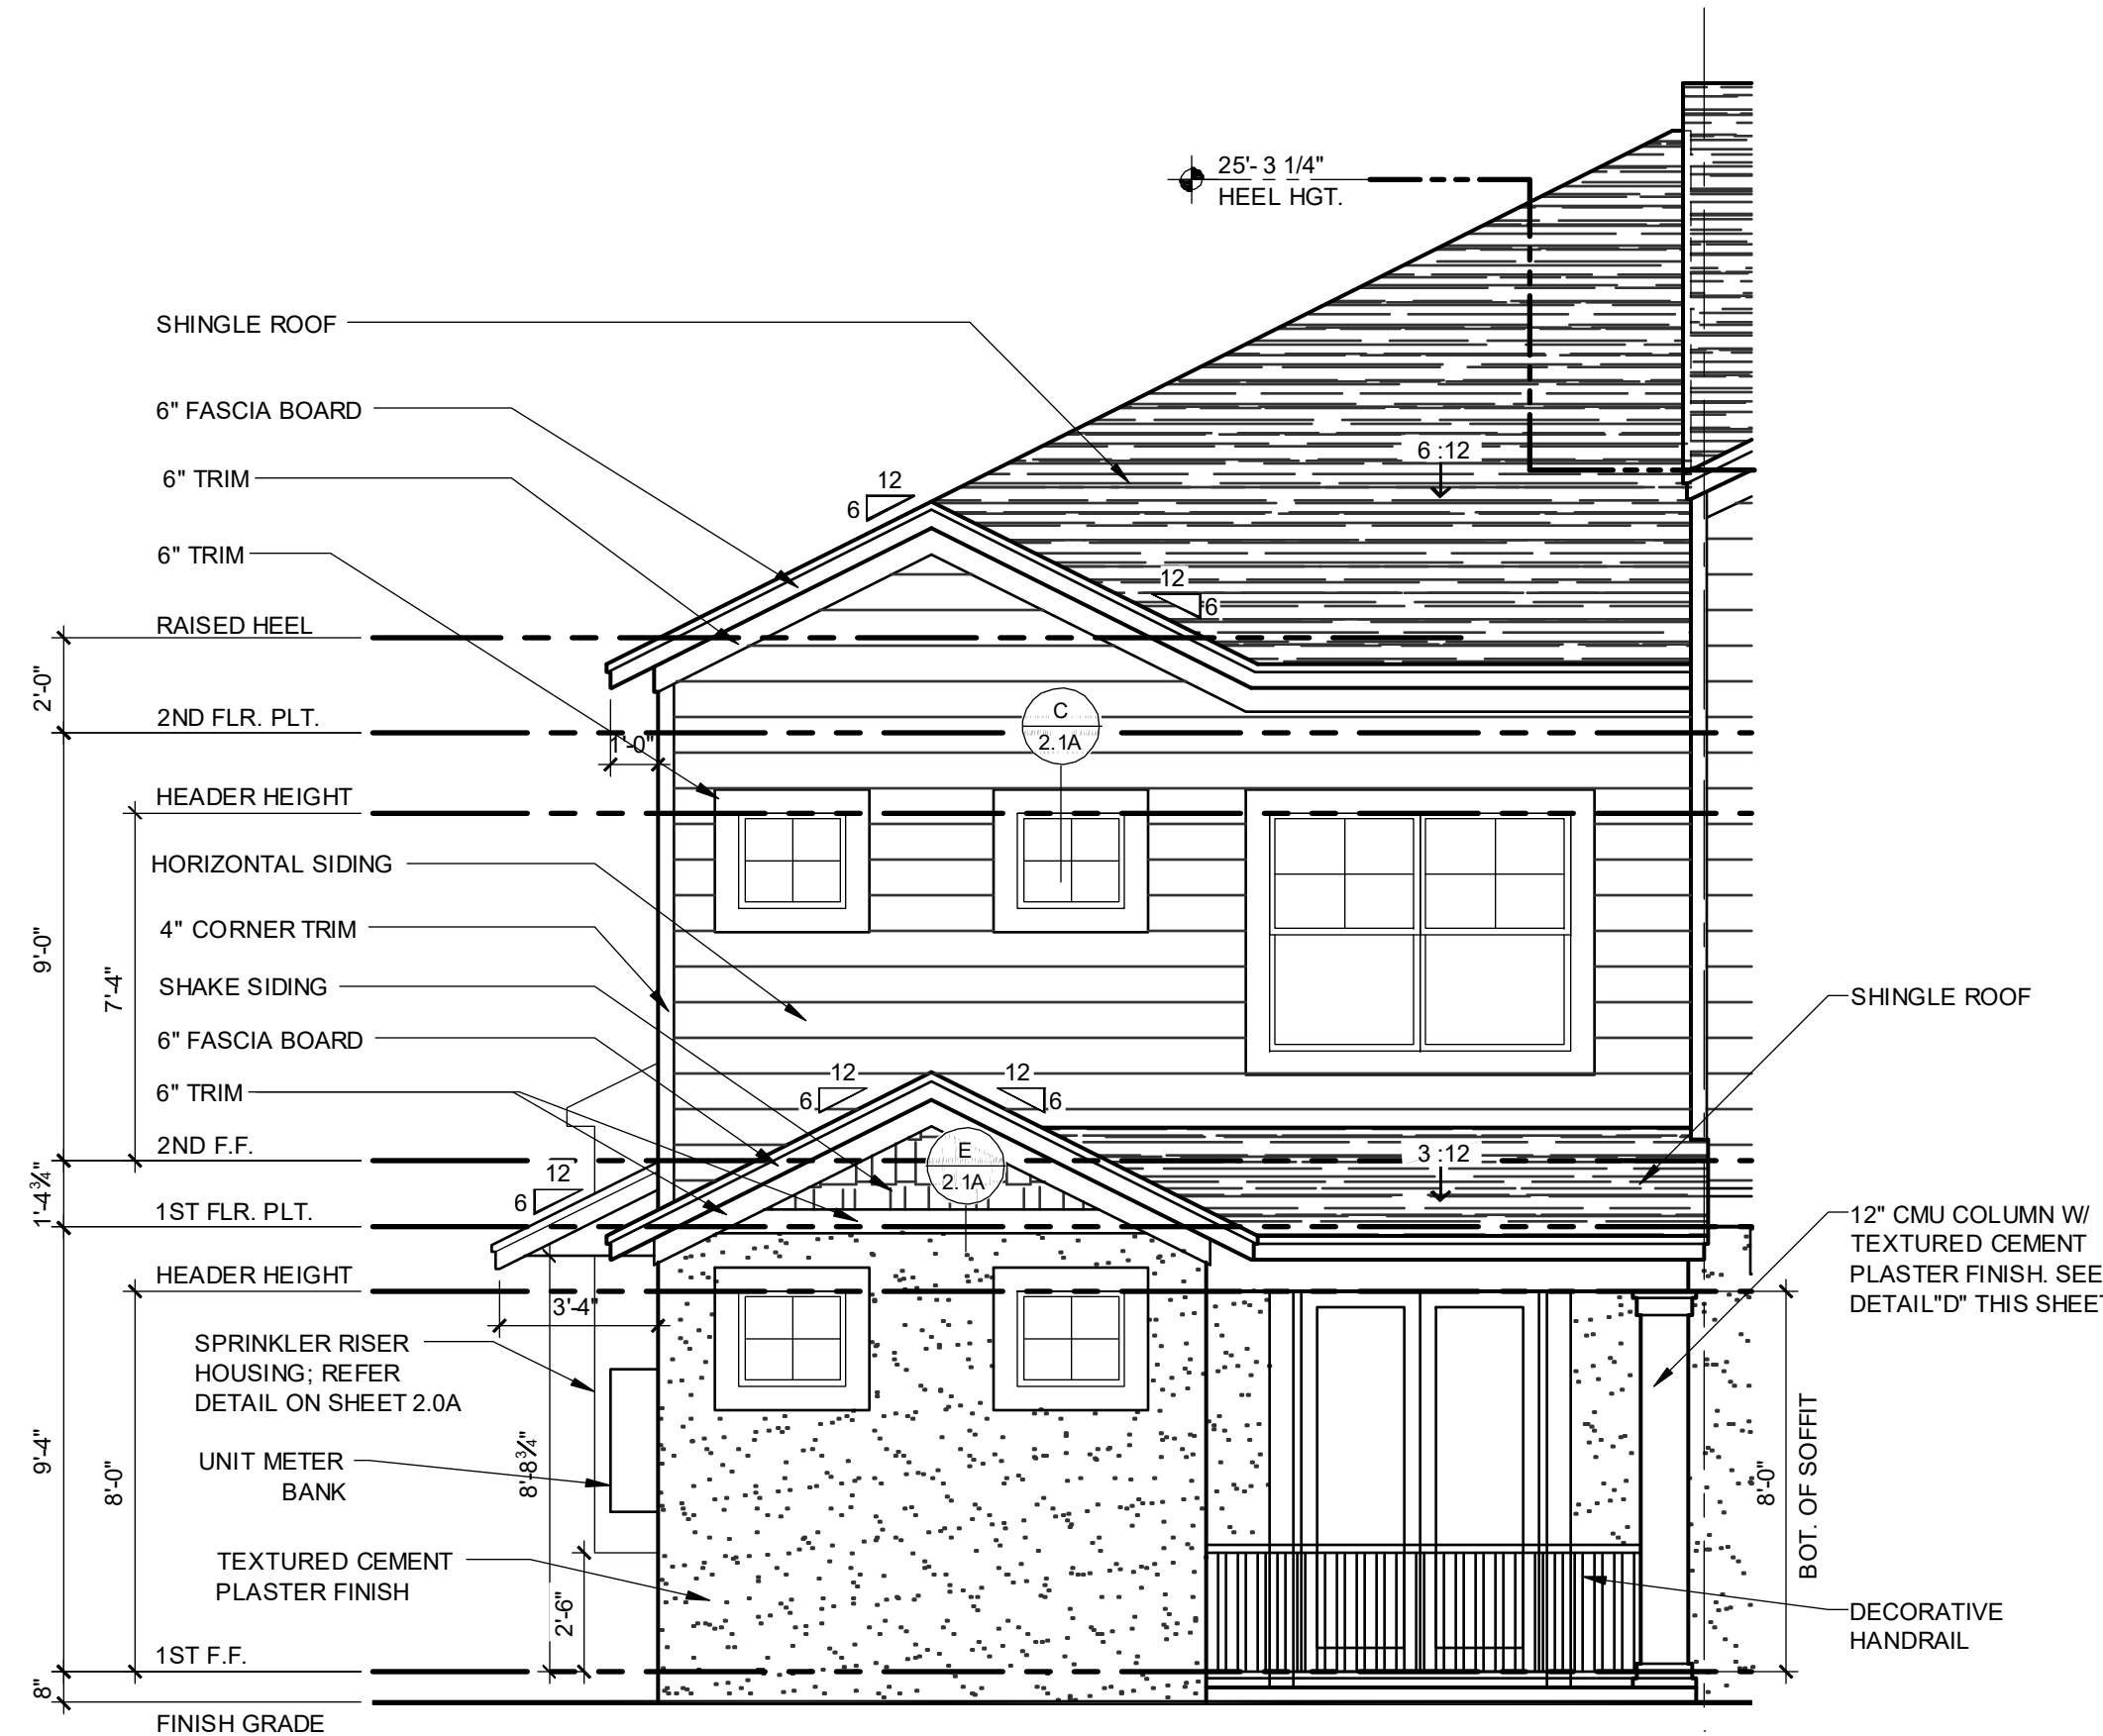 25'- 3 1/4"
HEEL HGT.
SHINGLE ROOF
6" FASCIA BOARD
6 :12
6" TRIM
12
6
6" TRIM
12
6
RAISED HEEL
2'-0"
2ND FLR. PLT.
C
2.1A
1'-0"
HEADER HEIGHT
HORIZONTAL SIDING
4" CORNER TRIM
9'-0"
7'-4"
SHAKE SIDING
SHINGLE ROOF
6" FASCIA BOARD
12
6
12
6
6" TRIM
2ND F.F.
E
2.1A
3 :12
1'-4¾"
12
6
1ST FLR. PLT.
12" CMU COLUMN W/
TEXTURED CEMENT
PLASTER FINISH. SEE
DETAIL"D" THIS SHEET
HEADER HEIGHT
3'-4"
SPRINKLER RISER
HOUSING; REFER
DETAIL ON SHEET 2.0A
9'-4"
8'-0"
8'-8¾"
8'-0"
BOT. OF SOFFIT
UNIT METER
BANK
TEXTURED CEMENT
PLASTER FINISH
2'-6"
DECORATIVE
HANDRAIL
1ST F.F.
8"
FINISH GRADE